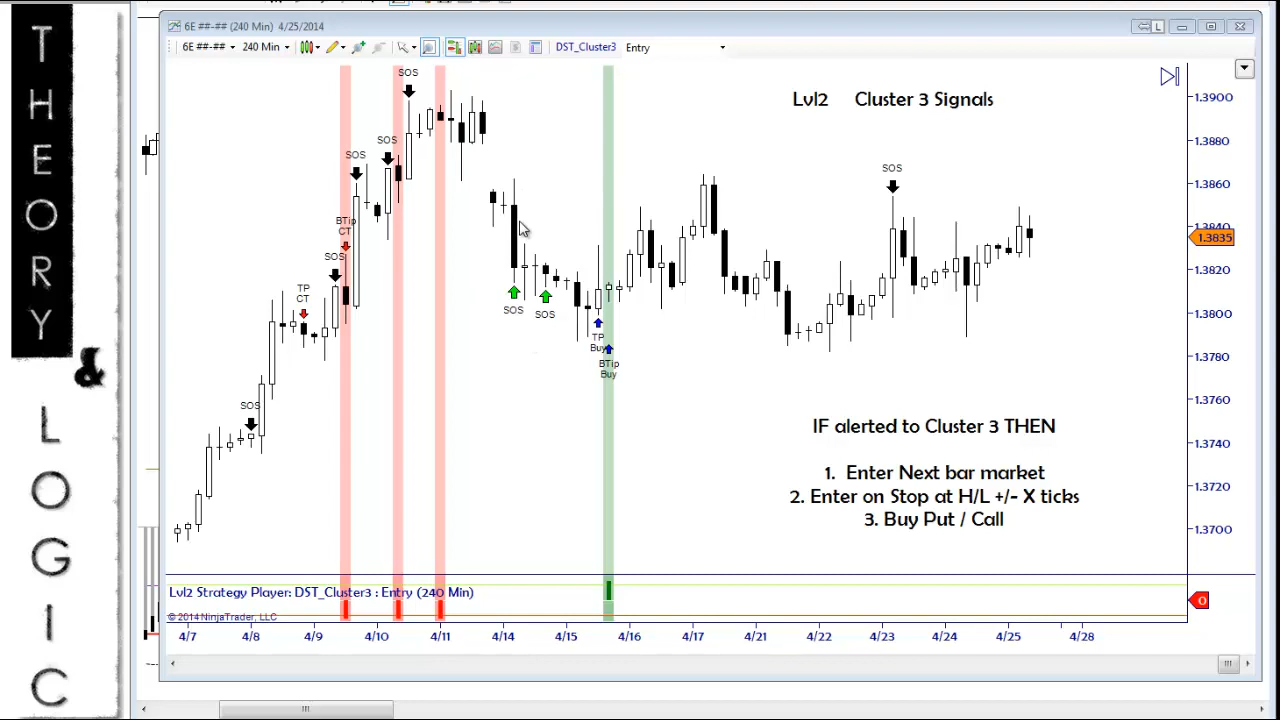 THEORY
&
LOGIC
6E ##-## (240 Min) 4/25/2014
L
6E ##-## 240 Min DST_Cluster3 Entry
Lvl2 Cluster 3 Signals
SOS
SOS
SOS
SOS
BTip
CT
SOS
TP
CT
SOS
SOS
SOS
TP
Buy
BTip
Buy
SOS
1.3900
1.3880
1.3860
1.3840
1.3835
1.3820
1.3800
1.3780
1.3760
1.3740
1.3720
1.3700
IF alerted to Cluster 3 THEN
1. Enter Next bar market
2. Enter on Stop at H/L +/- X ticks
3. Buy Put / Call
Lvl2 Strategy Player: DST_Cluster3 : Entry (240 Min)
0
© 2014 NinjaTrader, LLC
4/7 4/8 4/9 4/10 4/11 4/14 4/15 4/16 4/17 4/21 4/22 4/23 4/24 4/25 4/28